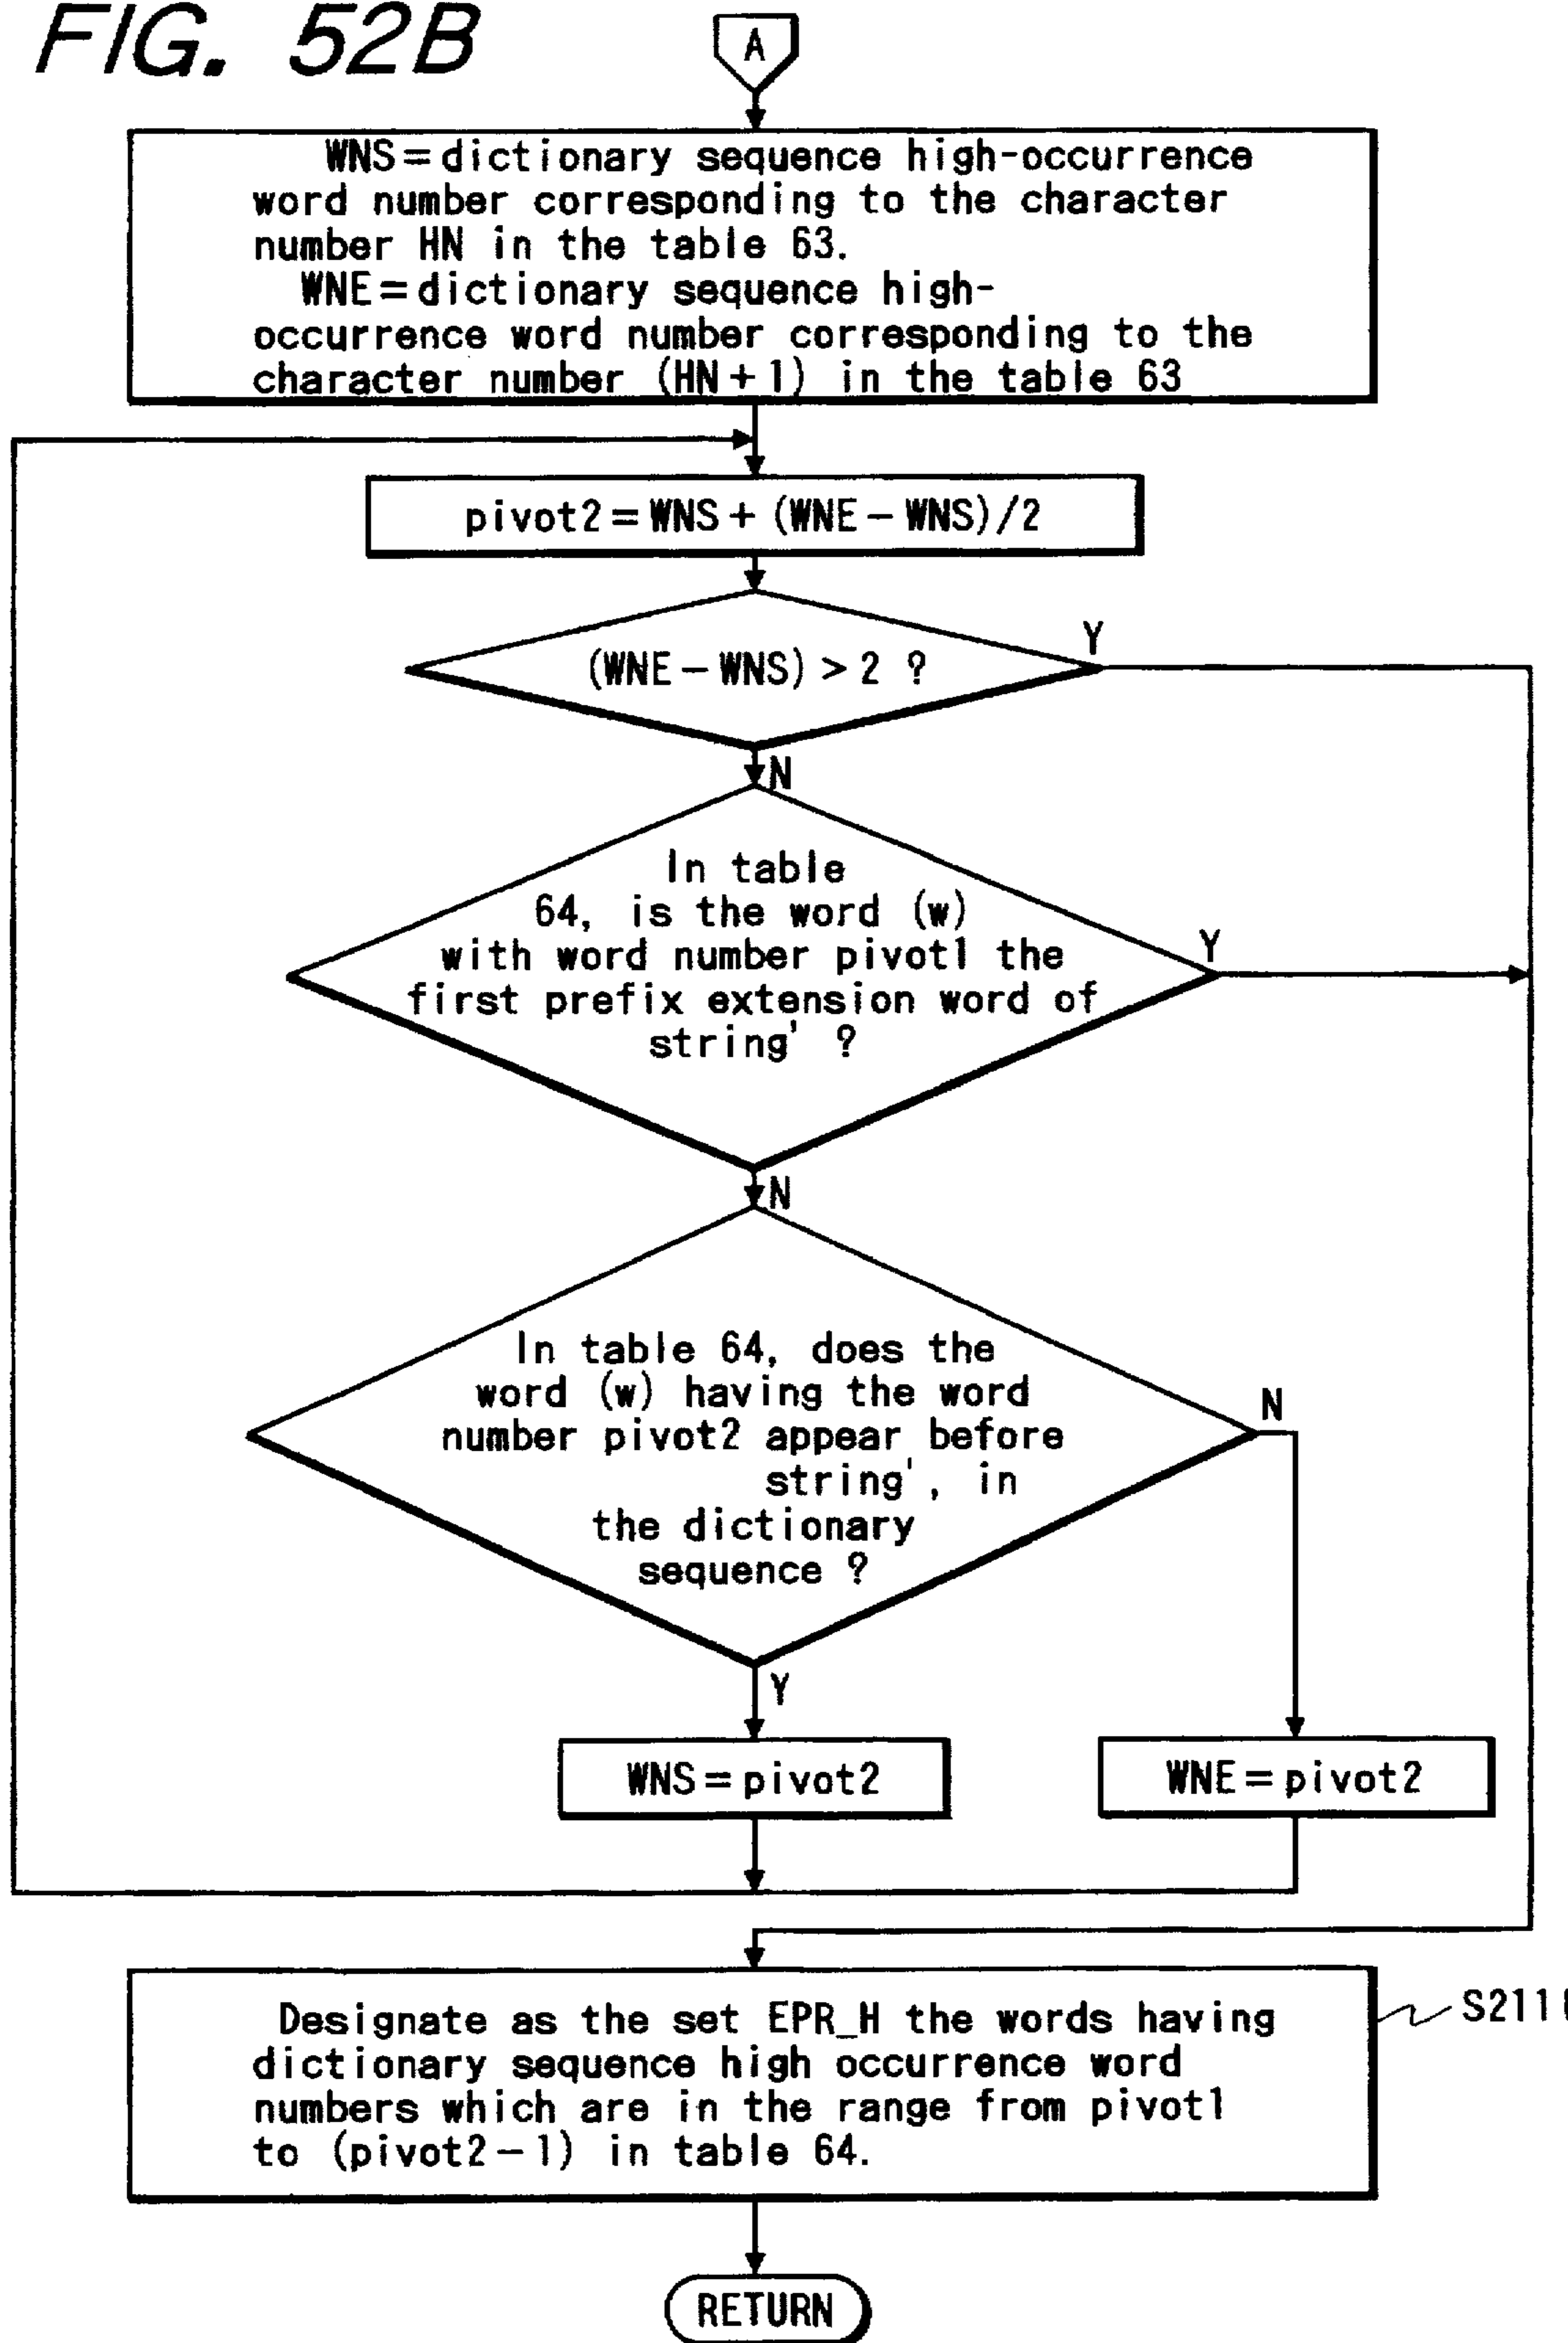 FIG. 52B
A
WNS=dictionary sequence high-occurrence
word number corresponding to the character
number HN in the table 63.
WNE=dictionary sequence high-
occurrence word number corresponding to the
character number (HN+1) in the table 63
pivot2=WNS+(WNE-WNS)/2
(WNE-WNS)>2 ?
Y
N
In table
64, is the word (w)
with word number pivot1 the
first prefix extension word of
string' ?
Y
N
In table 64, does the
word (w) having the word
number pivot2 appear before
string', in
the dictionary
sequence ?
N
Y
WNS=pivot2
WNE=pivot2
Designate as the set EPR_H the words having
dictionary sequence high occurrence word
numbers which are in the range from pivot1
to (pivot2-1) in table 64.
RETURN